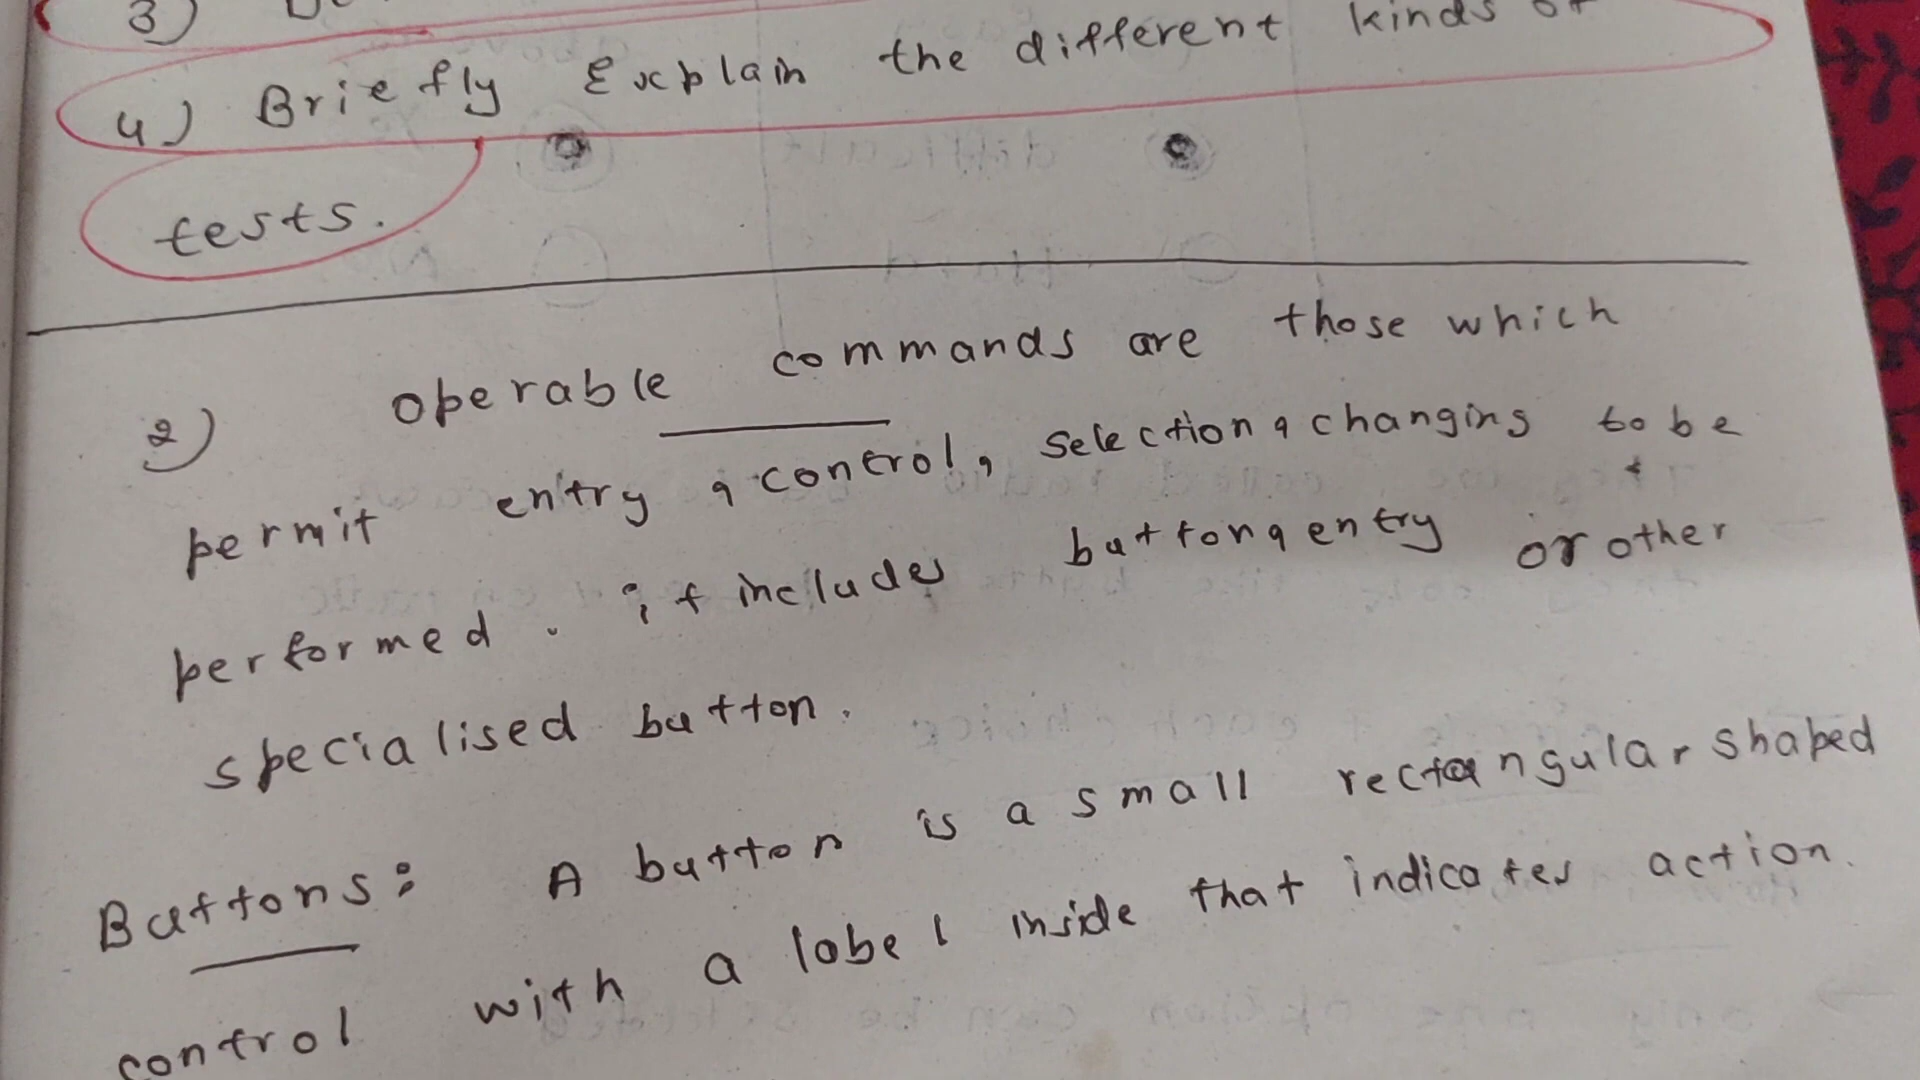 3)
4) Briefly Explain the different kinds of
tests.
2) operable commands are those which
permit entry, control, selection, changing to be
performed. it includes button, entry or other
specialised button.
Buttons: A button is a small rectangular shaped
control with a label inside that indicates action.